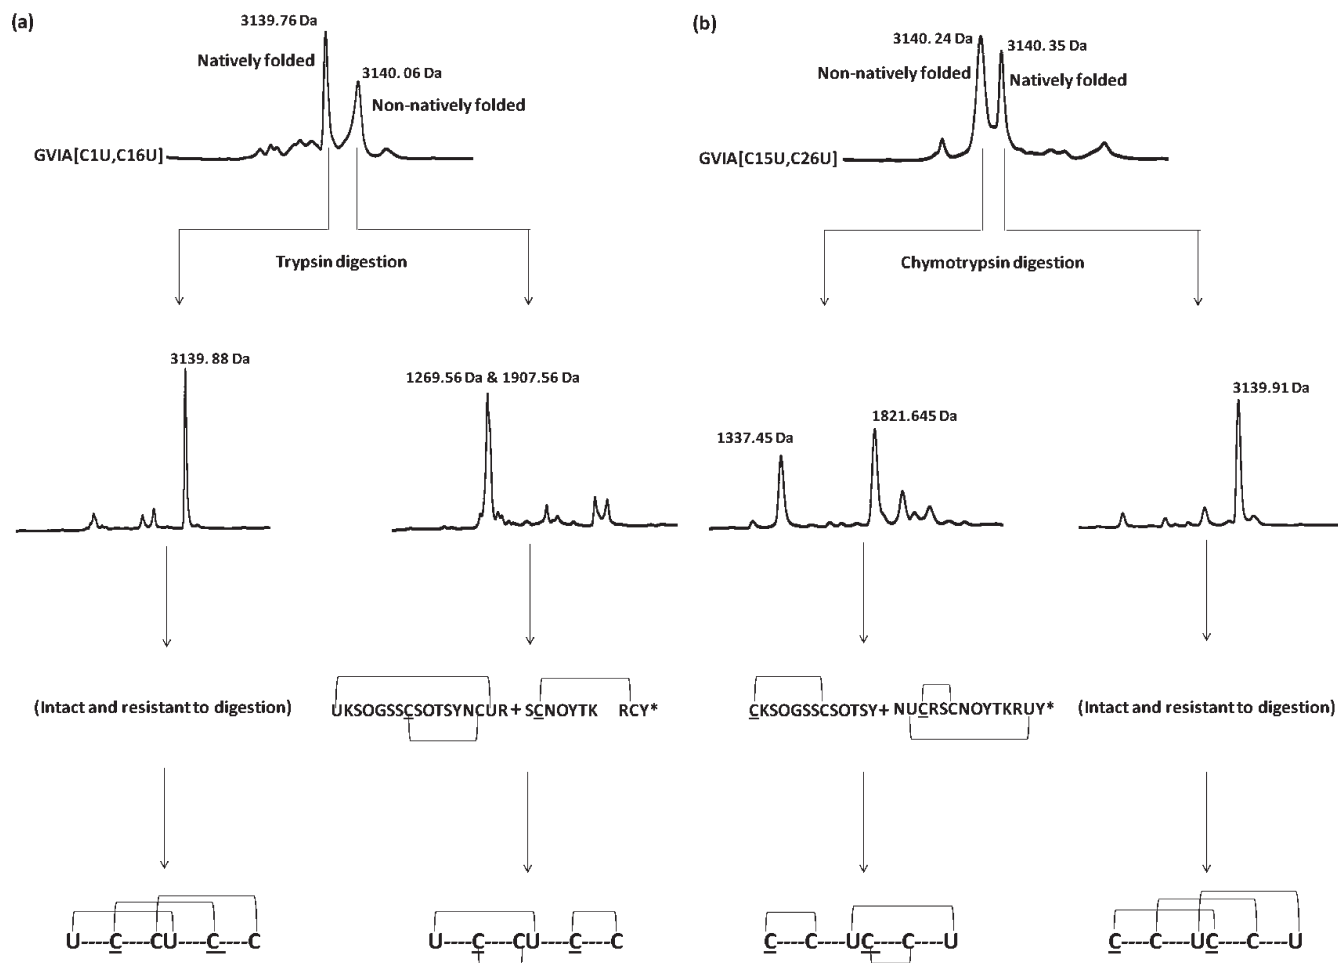 (a)
3139.76 Da
Natively folded
3140.06 Da
Non-natively folded
GVIA[C1U,C16U]
Trypsin digestion
3139.88 Da
1269.56 Da & 1907.56 Da
(Intact and resistant to digestion)
UKSOGSSCSOTSYNCUR + SCNOYTK RCY*
U----C----CU----C----C
U----C----CU----C----C
(b)
3140.24 Da
3140.35 Da
Non-natively folded
Natively folded
GVIA[C15U,C26U]
Chymotrypsin digestion
1337.45 Da
1821.645 Da
3139.91 Da
CKSOGSSCSOTSY + NUCRSCNOYTKRUY*
(Intact and resistant to digestion)
C----C----UC----C----U
C----C----UC----C----U